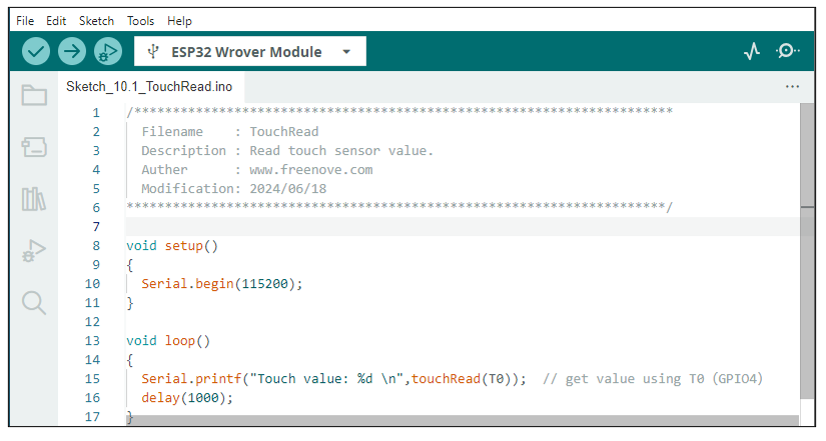 File Edit Sketch Tools Help
ESP32 Wrover Module
Sketch_10.1_TouchRead.ino
1 /**********************************************************************
2 Filename : TouchRead
3 Description : Read touch sensor value.
4 Auther : www.freenove.com
5 Modification: 2024/06/18
6 **********************************************************************/
7
8 void setup()
9 {
10 Serial.begin(115200);
11 }
12
13 void loop()
14 {
15 Serial.printf("Touch value: %d \n",touchRead(T0)); // get value using T0 (GPIO4)
16 delay(1000);
17 }